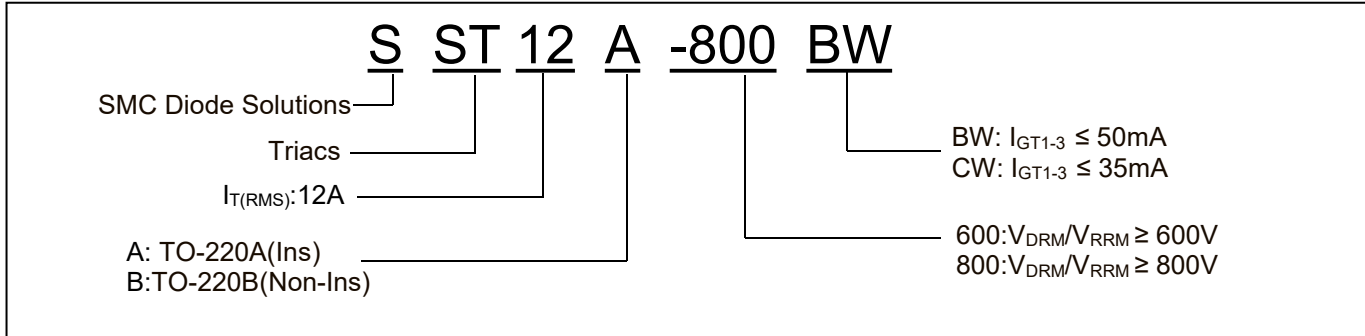 S ST 12 A -800 BW
SMC Diode Solutions
Triacs
IT(RMS):12A
A: TO-220A(Ins)
B:TO-220B(Non-Ins)
BW: IGT1-3 ≤ 50mA
CW: IGT1-3 ≤ 35mA
600:VDRM/VRRM ≥ 600V
800:VDRM/VRRM ≥ 800V